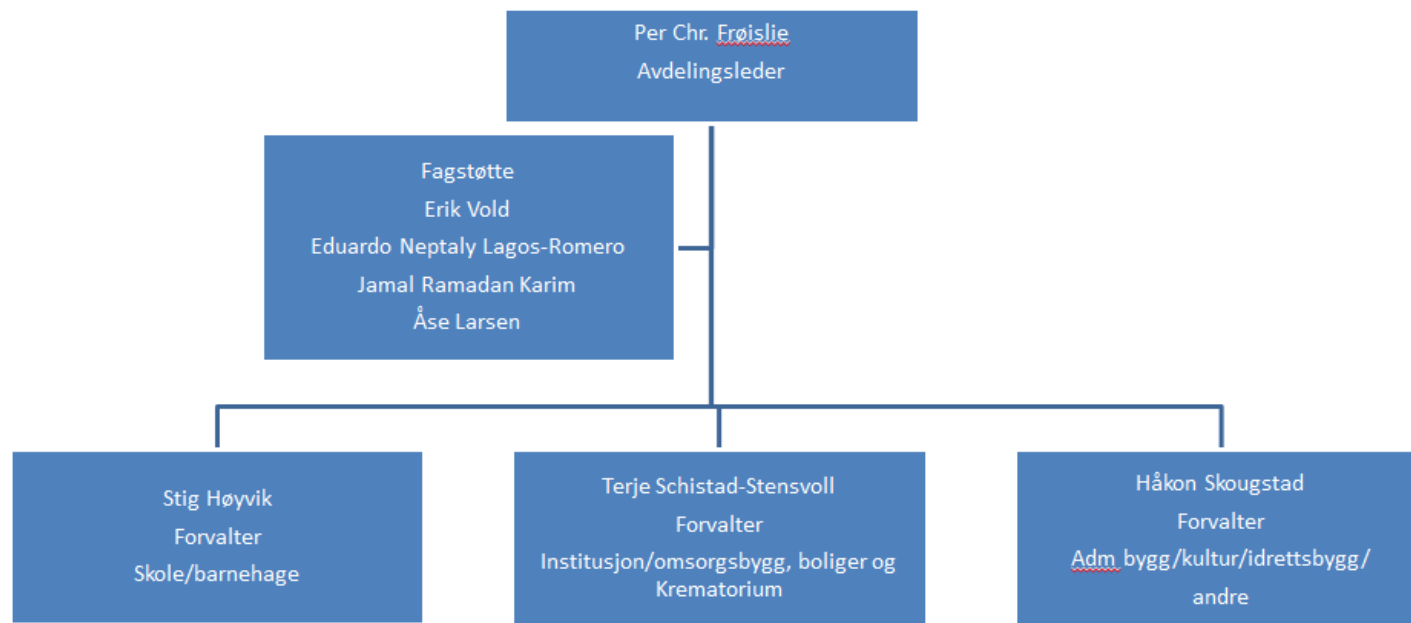 Per Chr. Frøislie
Avdelingsleder
Fagstøtte
Erik Vold
Eduardo Neptaly Lagos-Romero
Jamal Ramadan Karim
Åse Larsen
Stig Høyvik
Forvalter
Skole/barnehage
Terje Schistad-Stensvoll
Forvalter
Institusjon/omsorgsbygg, boliger og
Krematorium
Håkon Skougstad
Forvalter
Adm bygg/kultur/idrettsbygg/
andre